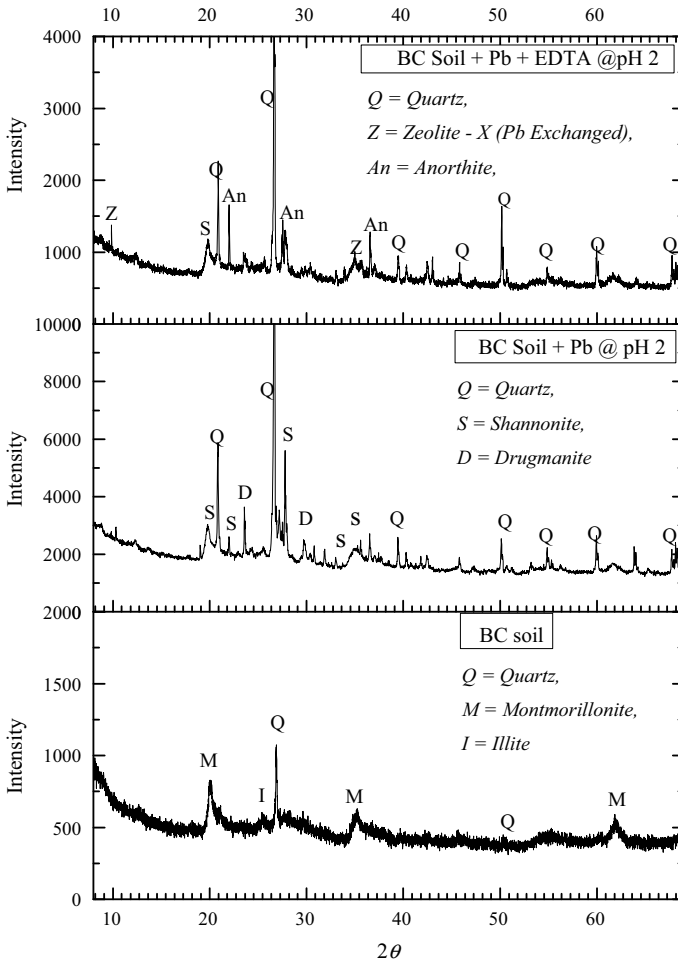 10 20 30 40 50 60
4000
3000
2000
1000
0
Intensity
BC Soil + Pb + EDTA @pH 2
Q = Quartz,
Z = Zeolite - X (Pb Exchanged),
An = Anorthite,
Z
S
Q
An
Q
An
Z
An
Q
Q
Q
Q
Q
Q
10000
8000
6000
4000
2000
0
Intensity
BC Soil + Pb @ pH 2
Q = Quartz,
S = Shannonite,
D = Drugmanite
S
Q
S
D
Q
S
D
S
S
Q
Q
Q
Q
Q
2000
1500
1000
500
0
Intensity
BC soil
Q = Quartz,
M = Montmorillonite,
I = Illite
M
I
Q
M
Q
M
10 20 30 40 50 60
2θ